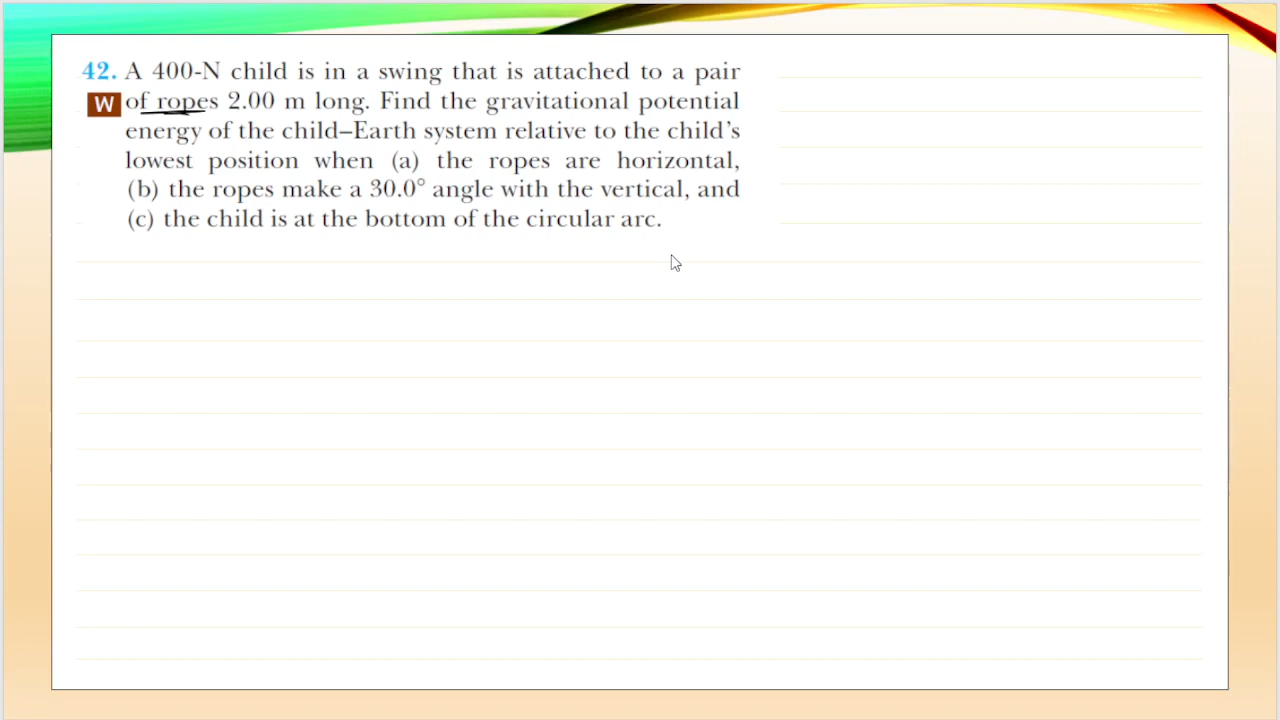 42. A 400-N child is in a swing that is attached to a pair
W of ropes 2.00 m long. Find the gravitational potential
energy of the child–Earth system relative to the child's
lowest position when (a) the ropes are horizontal,
(b) the ropes make a 30.0° angle with the vertical, and
(c) the child is at the bottom of the circular arc.